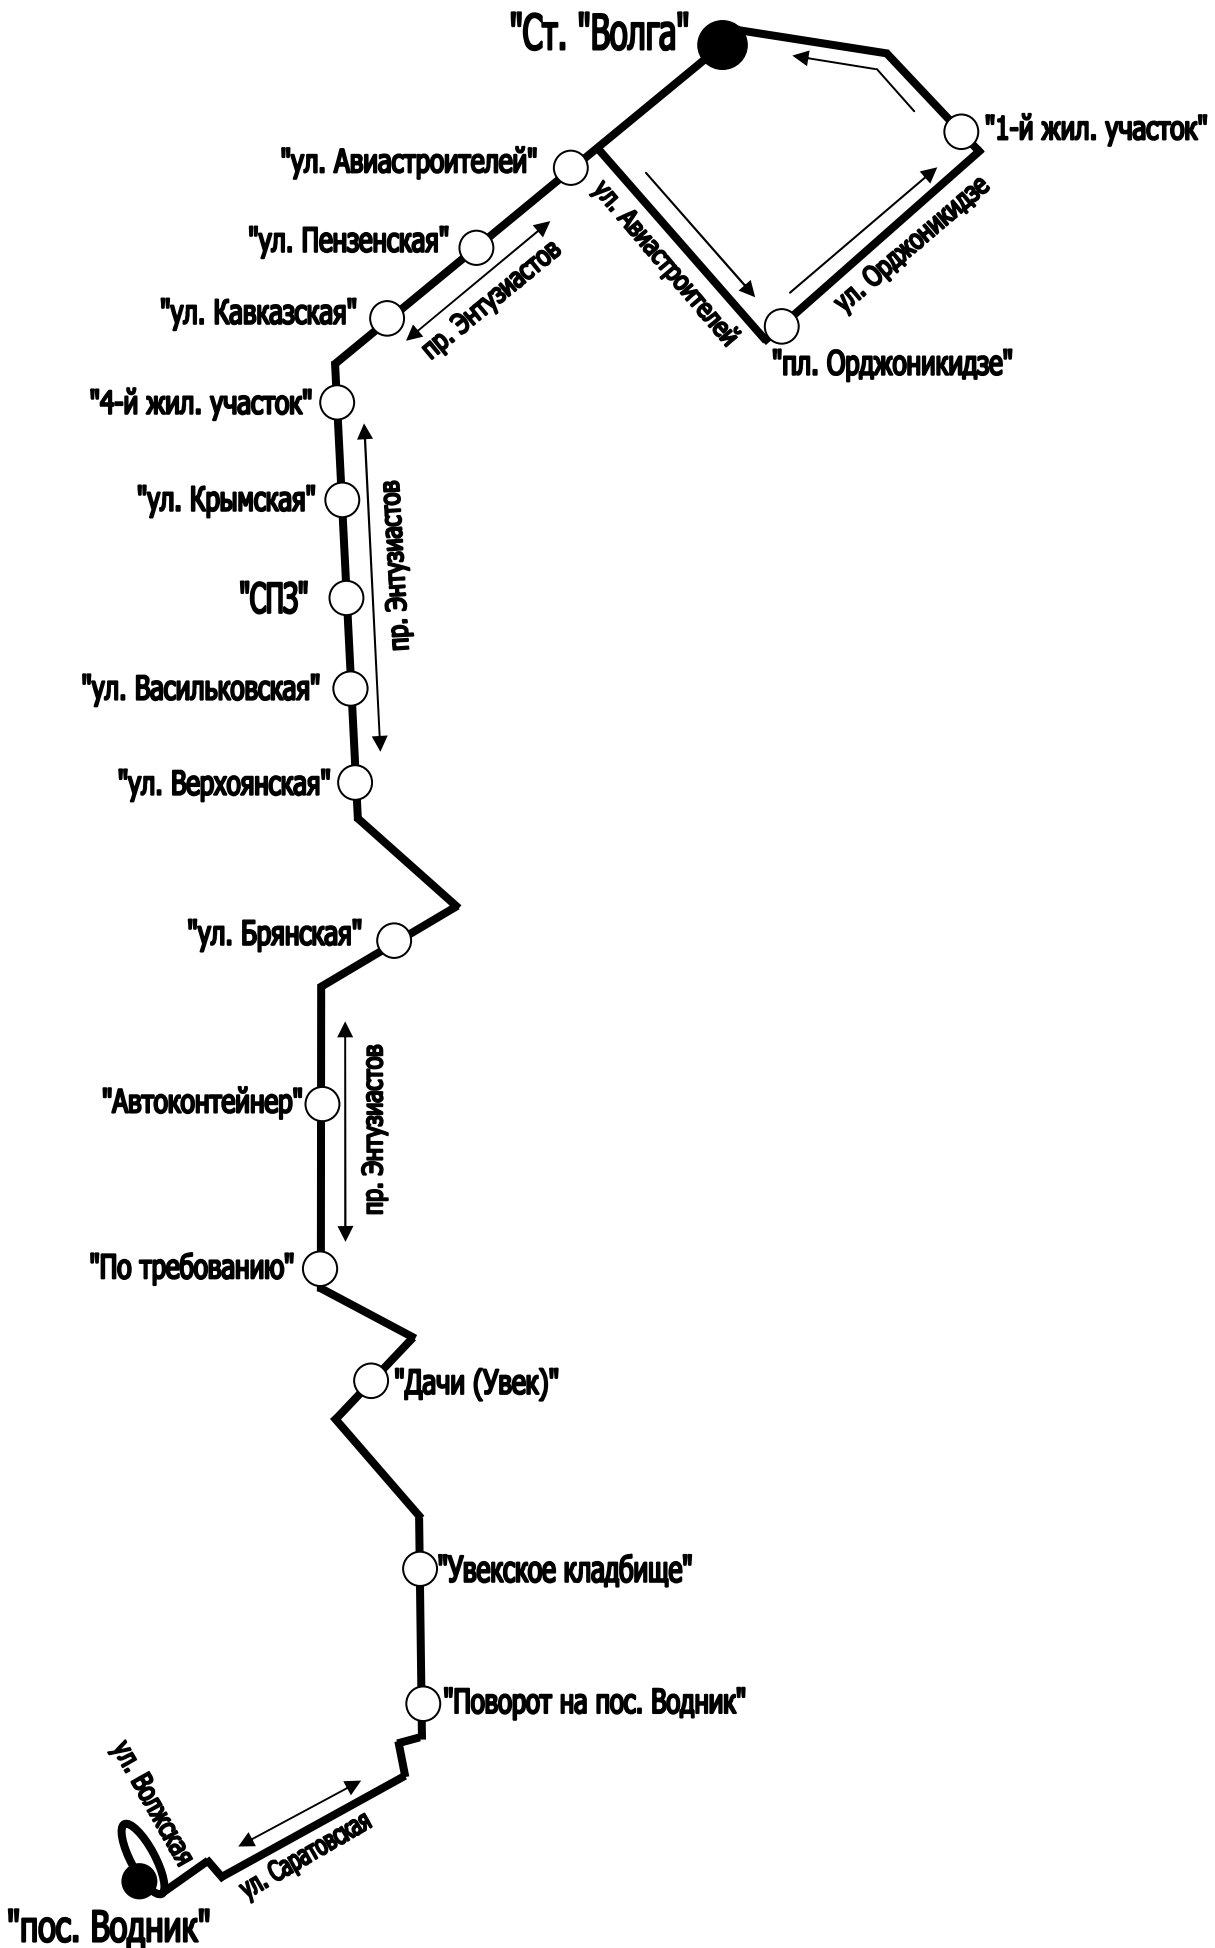 "Ст. "Волга"
"1-й жил. участок"
"ул. Авиастроителей"
ул. Авиастроителей
ул. Орджоникидзе
"ул. Пензенская"
пр. Энтузиастов
"ул. Кавказская"
"пл. Орджоникидзе"
"4-й жил. участок"
"ул. Крымская"
пр. Энтузиастов
"СПЗ"
"ул. Васильковская"
"ул. Верхоянская"
"ул. Брянская"
"Автоконтейнер"
пр. Энтузиастов
"По требованию"
"Дачи (Увек)"
"Увекское кладбище"
"Поворот на пос. Водник"
ул. Волжская
ул. Саратовская
"пос. Водник"